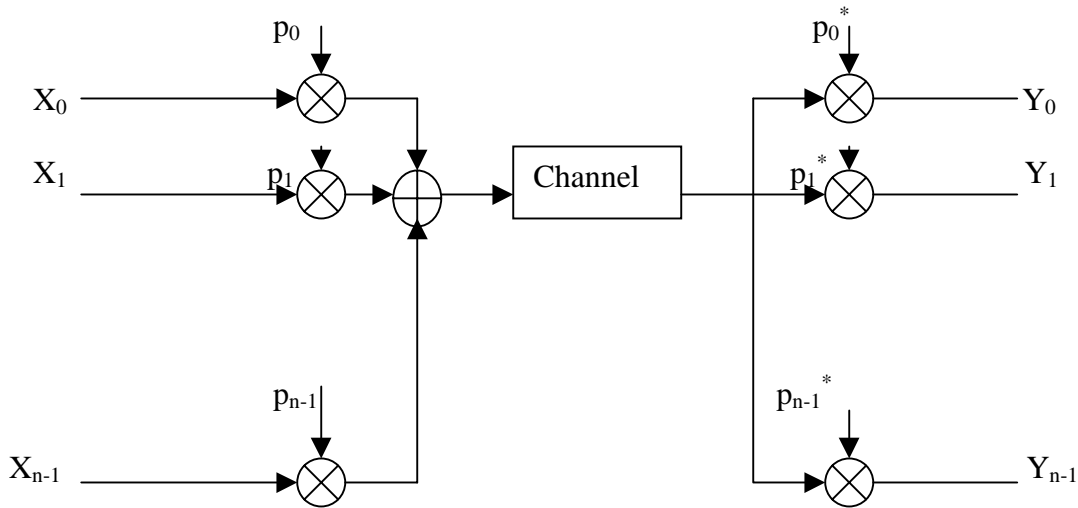 p₀ p₀*
X₀ Y₀
X₁ p₁ Channel p₁* Y₁
pₙ₋₁ pₙ₋₁*
Xₙ₋₁ Yₙ₋₁